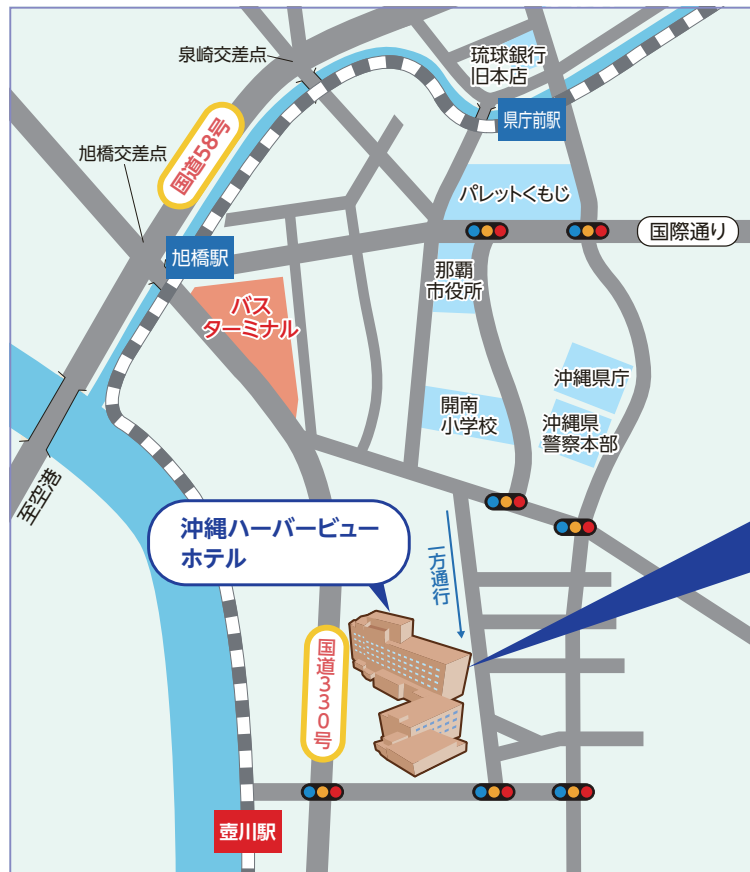 泉崎交差点
琉球銀行
旧本店
県庁前駅
国道58号
旭橋交差点
パレットくもじ
国際通り
旭橋駅
那覇
市役所
バス
ターミナル
沖縄県庁
開南
小学校
沖縄県
警察本部
至空港
沖縄ハーバービュー
ホテル
一方通行
国道330号
壺川駅